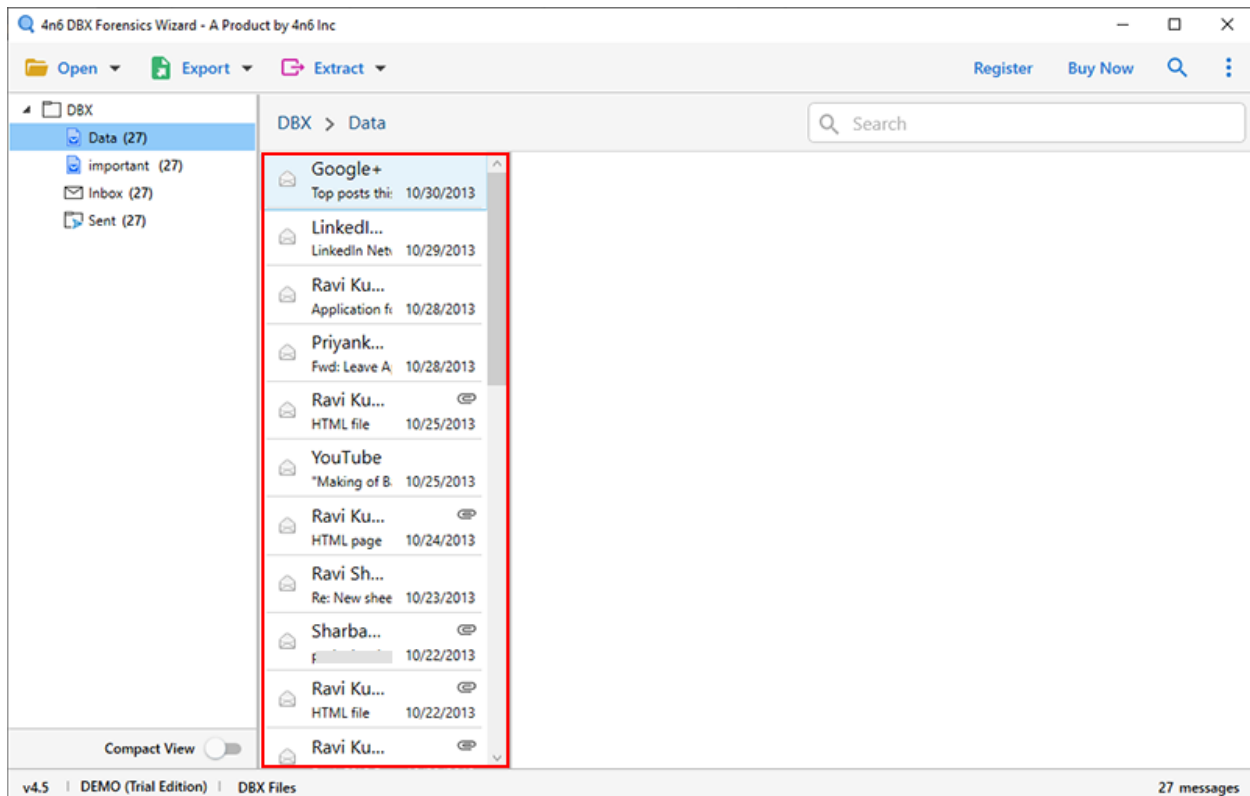 4n6 DBX Forensics Wizard - A Product by 4n6 Inc
Open Export Extract Register Buy Now
DBX
Data (27)
important (27)
Inbox (27)
Sent (27)
Compact View
DBX > Data
Search
Google+
Top posts this 10/30/2013
LinkedI...
LinkedIn Net 10/29/2013
Ravi Ku...
Application fo 10/28/2013
Priyank...
Fwd: Leave A 10/28/2013
Ravi Ku...
HTML file 10/25/2013
YouTube
"Making of B 10/25/2013
Ravi Ku...
HTML page 10/24/2013
Ravi Sh...
Re: New shee 10/23/2013
Sharba...
10/22/2013
Ravi Ku...
HTML file 10/22/2013
Ravi Ku...
v4.5 | DEMO (Trial Edition) | DBX Files 27 messages